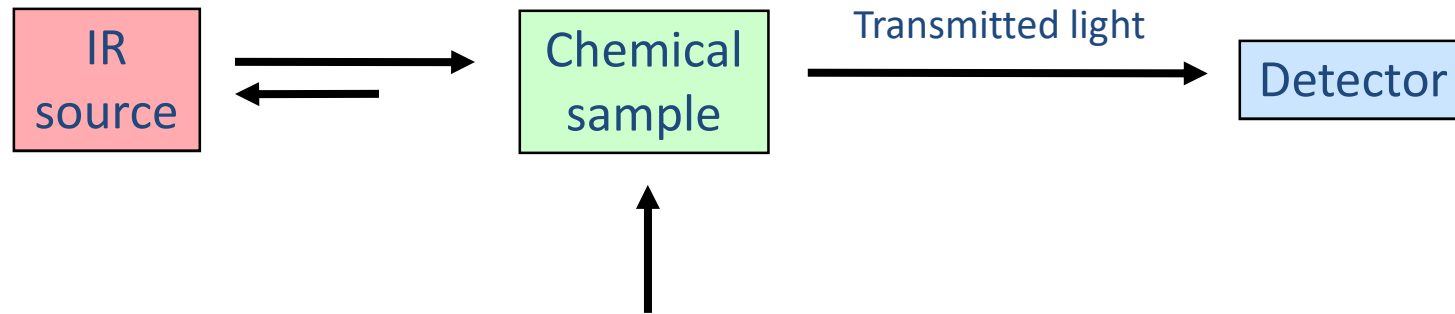 IR
source
Chemical
sample
Transmitted light
Detector